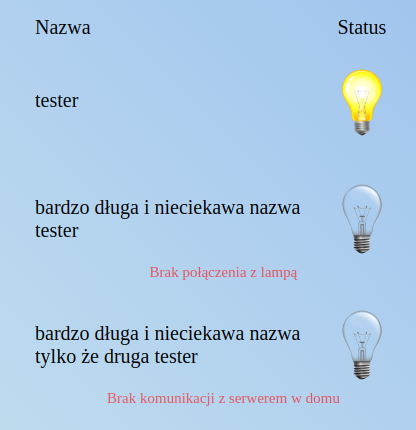 Nazwa Status
tester
bardzo długa i nieciekawa nazwa
tester
Brak połączenia z lampą
bardzo długa i nieciekawa nazwa
tylko że druga tester
Brak komunikacji z serwerem w domu